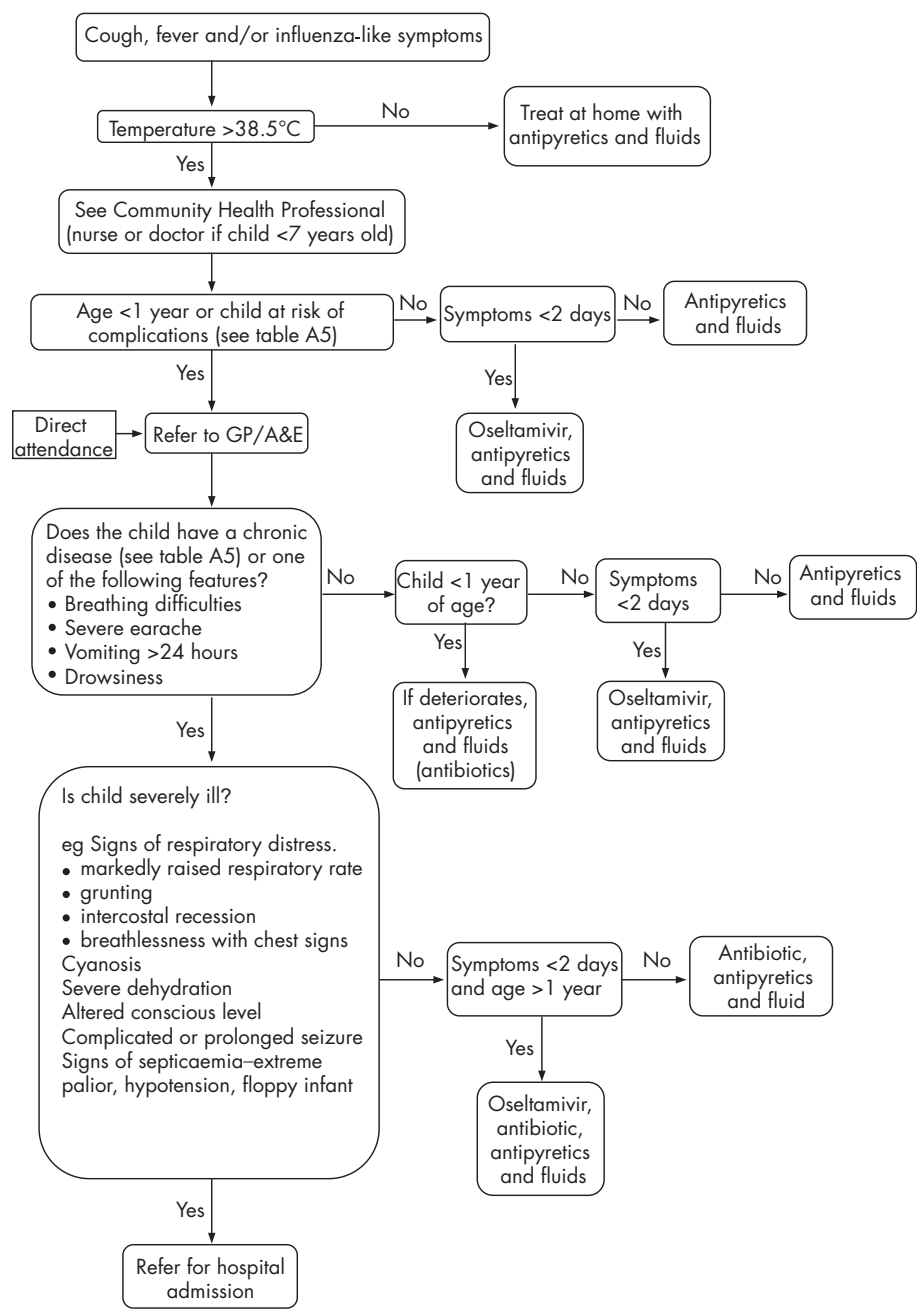 Cough, fever and/or influenza-like symptoms
Temperature >38.5°C
No
Treat at home with
antipyretics and fluids
Yes
See Community Health Professional
(nurse or doctor if child <7 years old)
Age <1 year or child at risk of
complications (see table A5)
No
Symptoms <2 days
No
Antipyretics
and fluids
Yes
Yes
Oseltamivir,
antipyretics
and fluids
Direct
attendance
Refer to GP/A&E
Does the child have a chronic
disease (see table A5) or one
of the following features?
• Breathing difficulties
• Severe earache
• Vomiting >24 hours
• Drowsiness
No
Child <1 year
of age?
No
Symptoms
<2 days
No
Antipyretics
and fluids
Yes
If deteriorates,
antipyretics
and fluids
(antibiotics)
Yes
Oseltamivir,
antipyretics
and fluids
Yes
Is child severely ill?
eg Signs of respiratory distress.
• markedly raised respiratory rate
• grunting
• intercostal recession
• breathlessness with chest signs
Cyanosis
Severe dehydration
Altered conscious level
Complicated or prolonged seizure
Signs of septicaemia–extreme
palior, hypotension, floppy infant
No
Symptoms <2 days
and age >1 year
No
Antibiotic,
antipyretics
and fluid
Yes
Oseltamivir,
antibiotic,
antipyretics
and fluids
Yes
Refer for hospital
admission